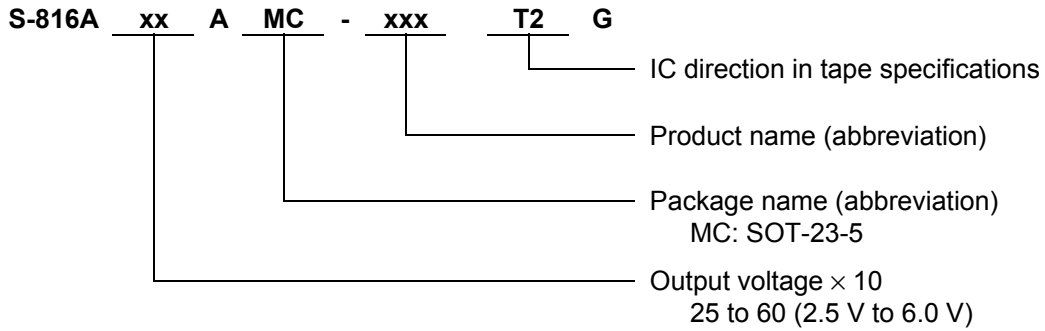 S-816A xx A MC - xxx T2 G
IC direction in tape specifications
Product name (abbreviation)
Package name (abbreviation)
MC: SOT-23-5
Output voltage × 10
25 to 60 (2.5 V to 6.0 V)